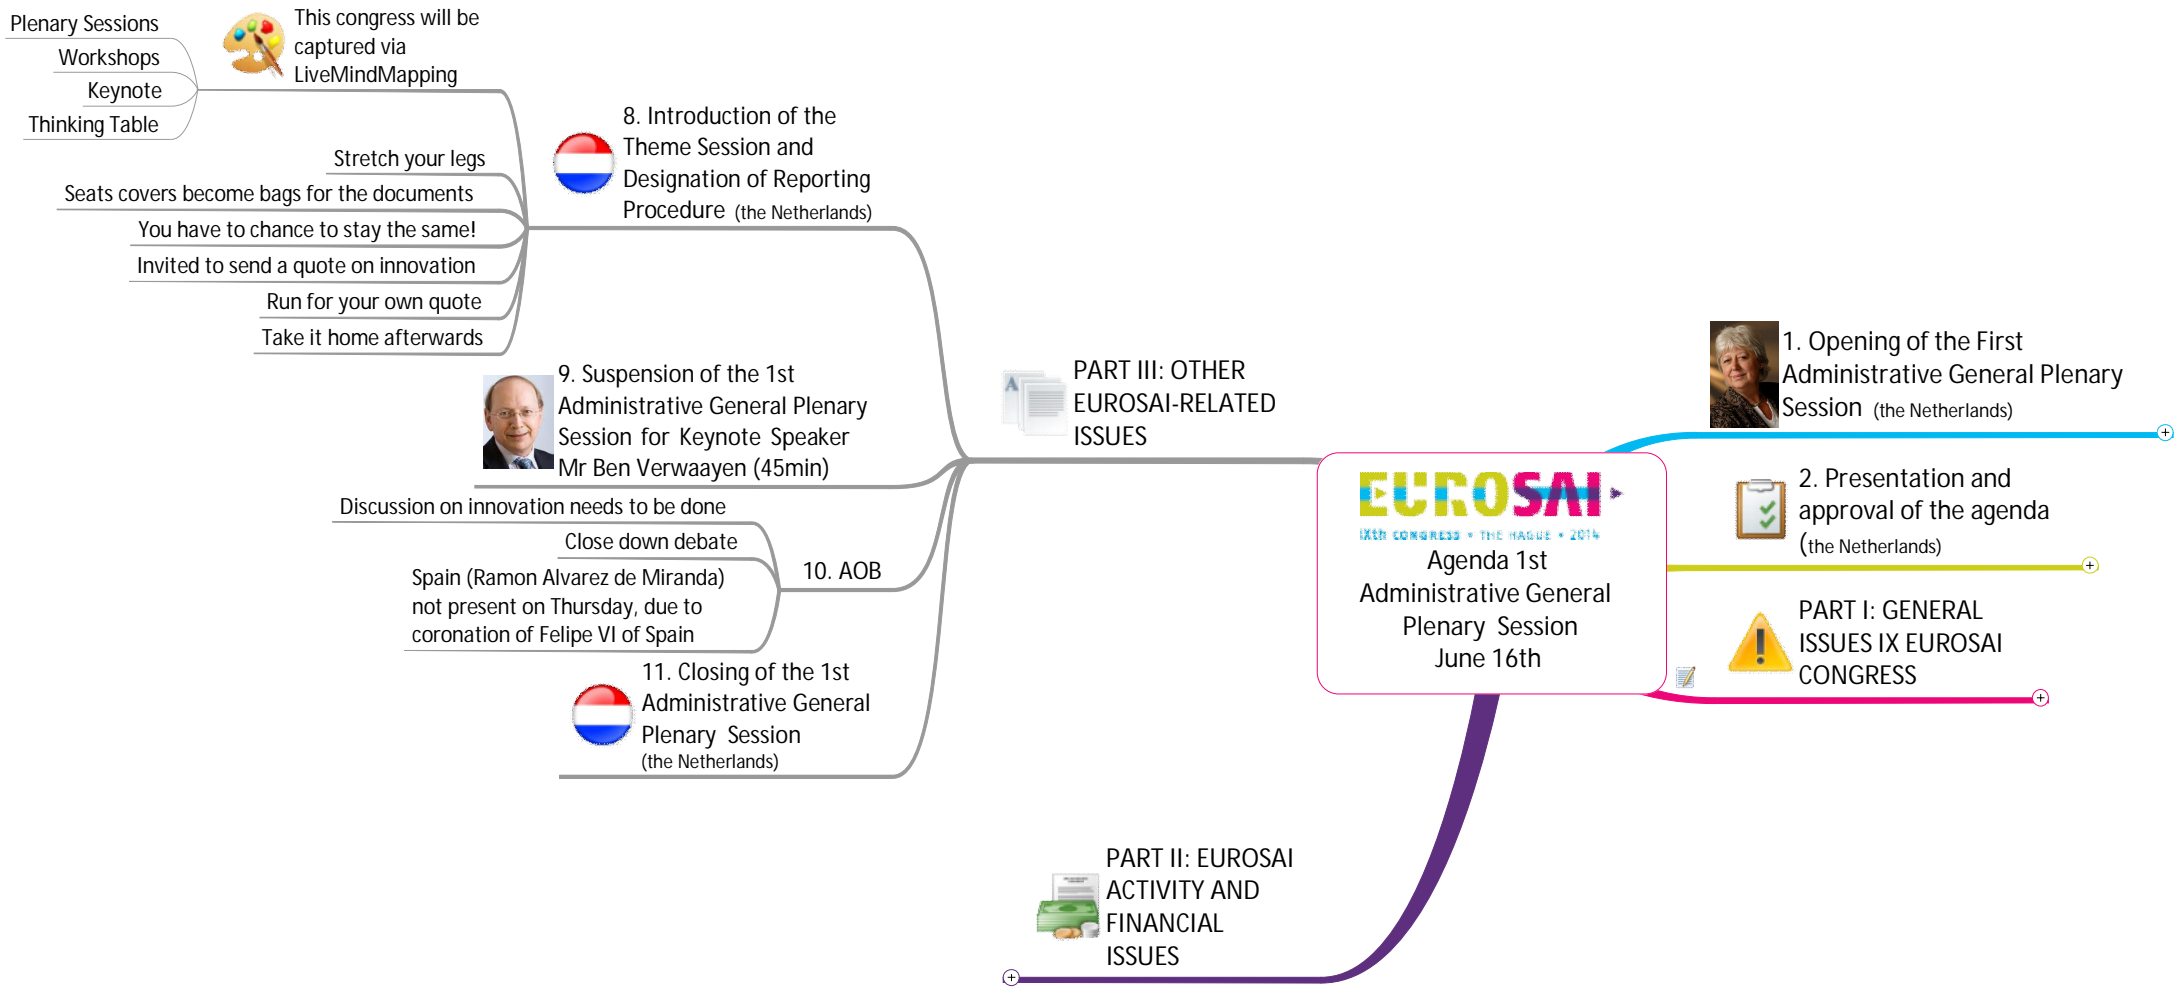 Plenary Sessions
Workshops
Keynote
Thinking Table
This congress will be
captured via
LiveMindMapping
Stretch your legs
Seats covers become bags for the documents
You have to chance to stay the same!
Invited to send a quote on innovation
Run for your own quote
Take it home afterwards
8. Introduction of the
Theme Session and
Designation of Reporting
Procedure (the Netherlands)
9. Suspension of the 1st
Administrative General Plenary
Session for Keynote Speaker
Mr Ben Verwaayen (45min)
Discussion on innovation needs to be done
Close down debate
Spain (Ramon Alvarez de Miranda)
not present on Thursday, due to
coronation of Felipe VI of Spain
10. AOB
11. Closing of the 1st
Administrative General
Plenary Session
(the Netherlands)
A
PART III: OTHER
EUROSAI-RELATED
ISSUES
EUROSAI
IXth CONGRESS • THE HAGUE • 2014
Agenda 1st
Administrative General
Plenary Session
June 16th
1. Opening of the First
Administrative General Plenary
Session (the Netherlands)
2. Presentation and
approval of the agenda
(the Netherlands)
PART I: GENERAL
ISSUES IX EUROSAI
CONGRESS
PART II: EUROSAI
ACTIVITY AND
FINANCIAL
ISSUES